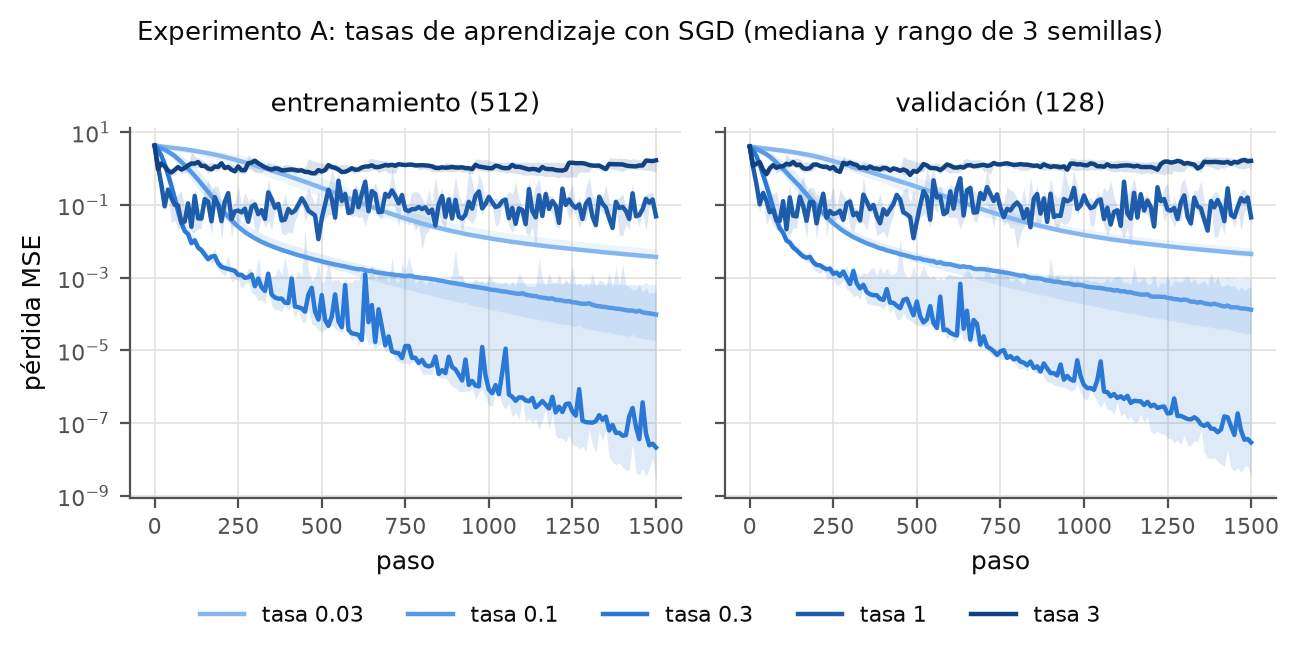 Experimento A: tasas de aprendizaje con SGD (mediana y rango de 3 semillas)
entrenamiento (512)
validación (128)
pérdida MSE
10^1
10^−1
10^−3
10^−5
10^−7
10^−9
0 250 500 750 1000 1250 1500
0 250 500 750 1000 1250 1500
paso
paso
tasa 0.03 tasa 0.1 tasa 0.3 tasa 1 tasa 3